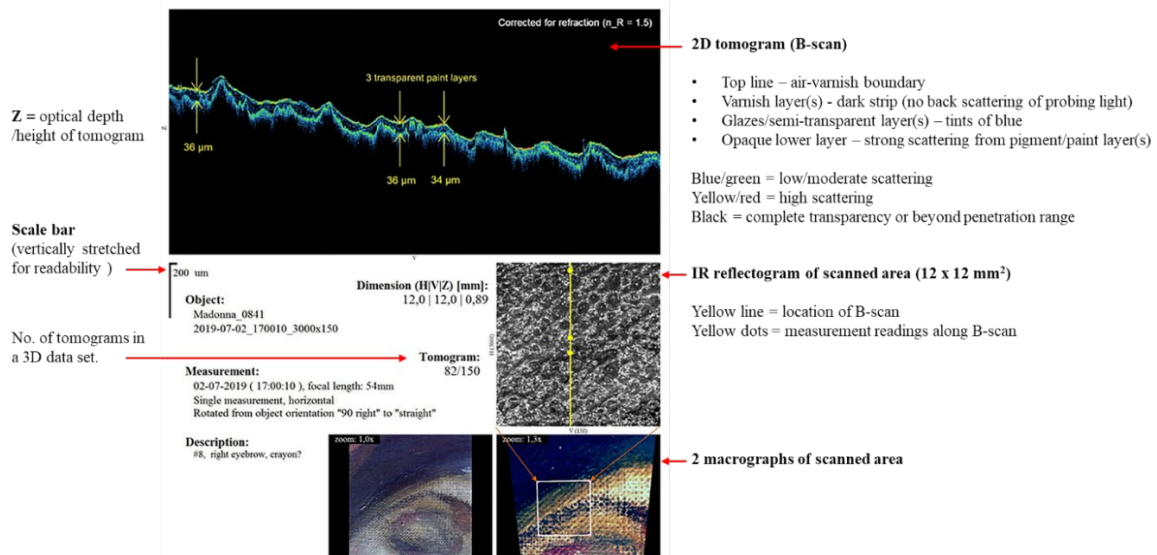 Corrected for refraction (n_R = 1.5)
3 transparent paint layers
36 µm
36 µm
34 µm
Z
Z = optical depth
/height of tomogram
Scale bar
(vertically stretched
for readability )
No. of tomograms in
a 3D data set.
200 um
Dimension (H|V|Z) [mm]:
12,0 | 12,0 | 0,89
Object:
Madonna_0841
2019-07-02_170010_3000x150
Tomogram:
82/150
Measurement:
02-07-2019 ( 17:00:10 ), focal length: 54mm
Single measurement, horizontal
Rotated from object orientation "90 right" to "straight"
Description:
#8, right eyebrow, crayon?
zoom: 1,0x
zoom: 1,3x
2D tomogram (B-scan)
• Top line – air-varnish boundary
• Varnish layer(s) - dark strip (no back scattering of probing light)
• Glazes/semi-transparent layer(s) – tints of blue
• Opaque lower layer – strong scattering from pigment/paint layer(s)
Blue/green = low/moderate scattering
Yellow/red = high scattering
Black = complete transparency or beyond penetration range
IR reflectogram of scanned area (12 x 12 mm²)
Yellow line = location of B-scan
Yellow dots = measurement readings along B-scan
2 macrographs of scanned area